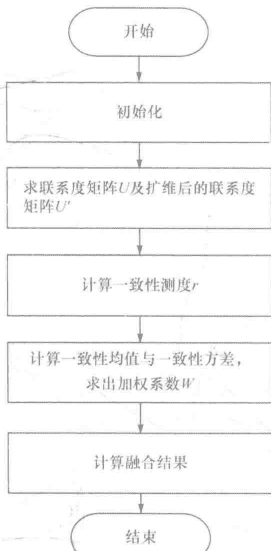 开始
初始化
求联系度矩阵U及扩维后的联系度
矩阵U'
计算一致性测度r
计算一致性均值与一致性方差，
求出加权系数W
计算融合结果
结束